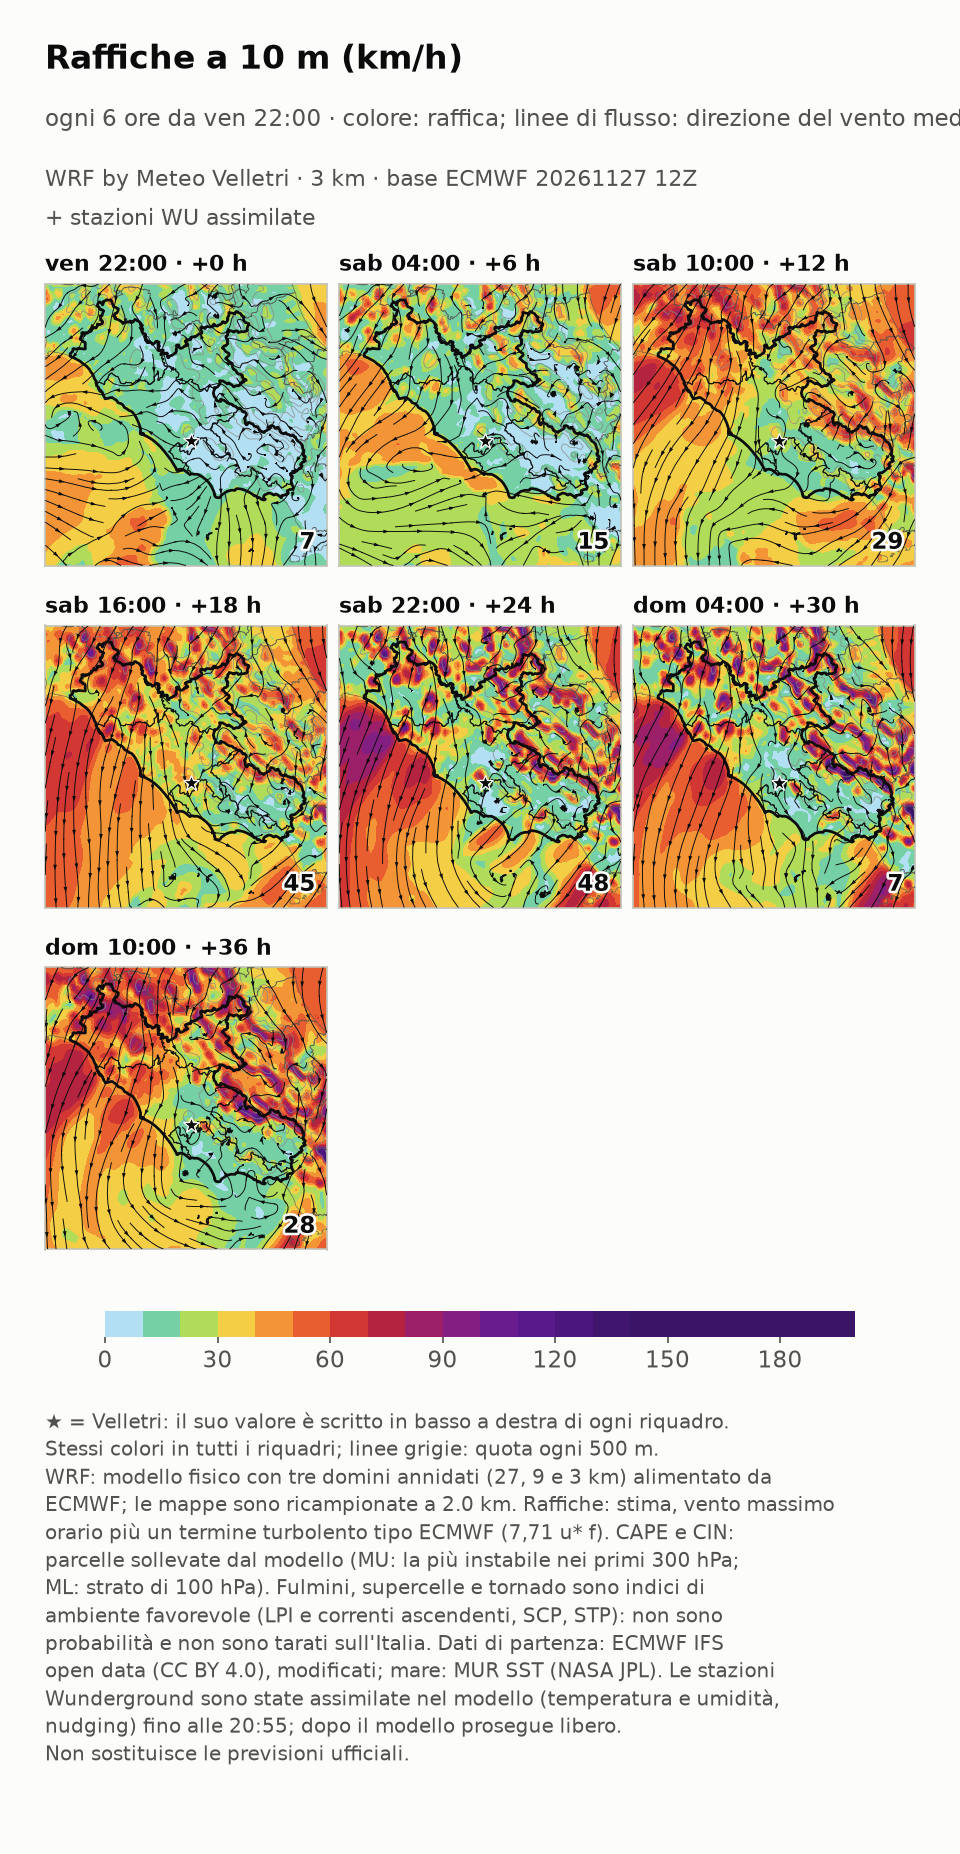 Raffiche a 10 m (km/h)
ogni 6 ore da ven 22:00 · colore: raffica; linee di flusso: direzione del vento med
WRF by Meteo Velletri · 3 km · base ECMWF 20261127 12Z
+ stazioni WU assimilate
ven 22:00 · +0 h
sab 04:00 · +6 h
sab 10:00 · +12 h
7
15
29
sab 16:00 · +18 h
sab 22:00 · +24 h
dom 04:00 · +30 h
45
48
7
dom 10:00 · +36 h
28
0 30 60 90 120 150 180
★ = Velletri: il suo valore è scritto in basso a destra di ogni riquadro.
Stessi colori in tutti i riquadri; linee grigie: quota ogni 500 m.
WRF: modello fisico con tre domini annidati (27, 9 e 3 km) alimentato da
ECMWF; le mappe sono ricampionate a 2.0 km. Raffiche: stima, vento massimo
orario più un termine turbolento tipo ECMWF (7,71 u* f). CAPE e CIN:
parcelle sollevate dal modello (MU: la più instabile nei primi 300 hPa;
ML: strato di 100 hPa). Fulmini, supercelle e tornado sono indici di
ambiente favorevole (LPI e correnti ascendenti, SCP, STP): non sono
probabilità e non sono tarati sull'Italia. Dati di partenza: ECMWF IFS
open data (CC BY 4.0), modificati; mare: MUR SST (NASA JPL). Le stazioni
Wunderground sono state assimilate nel modello (temperatura e umidità,
nudging) fino alle 20:55; dopo il modello prosegue libero.
Non sostituisce le previsioni ufficiali.